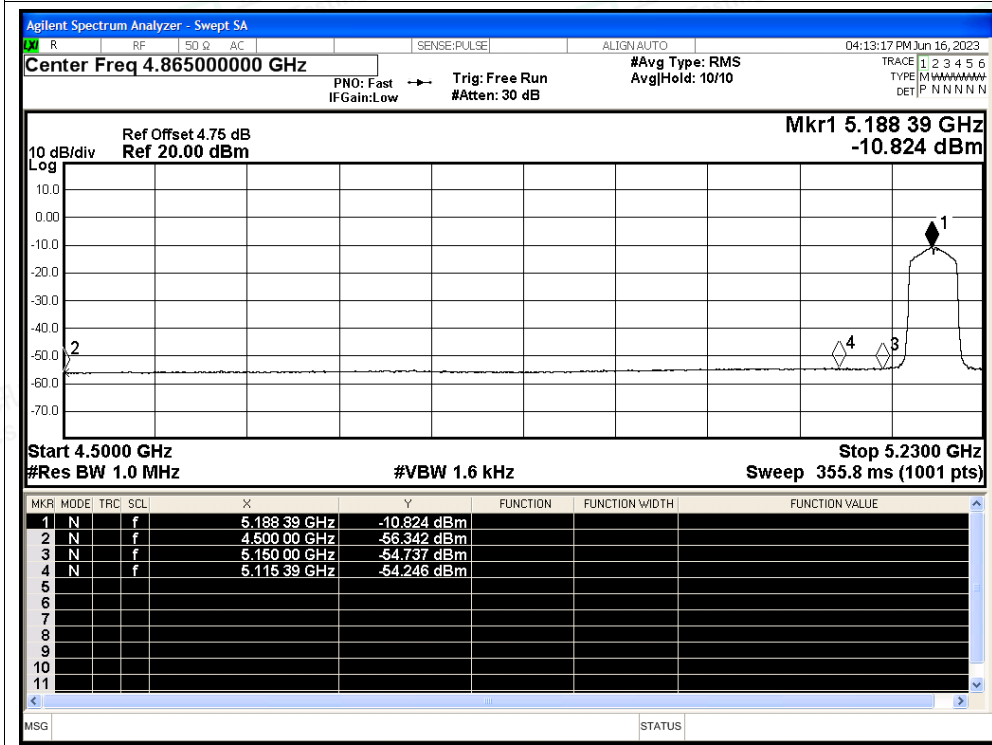 Agilent Spectrum Analyzer - Swept SA
LXI R RF 50 Ω AC SENSE:PULSE ALIGN AUTO 04:13:17 PM Jun 16, 2023
Center Freq 4.865000000 GHz #Avg Type: RMS TRACE 1 2 3 4 5 6
PNO: Fast Trig: Free Run Avg|Hold: 10/10 TYPE M WWWWW
IFGain:Low #Atten: 30 dB DET P N N N N N
Mkr1 5.188 39 GHz
Ref Offset 4.75 dB
10 dB/div Ref 20.00 dBm -10.824 dBm
Log
10.0
0.00
-10.0
-20.0
-30.0
-40.0
-50.0
-60.0
-70.0
1
2
4
3
Start 4.5000 GHz Stop 5.2300 GHz
#Res BW 1.0 MHz #VBW 1.6 kHz Sweep 355.8 ms (1001 pts)
MKR MODE TRC SCL X Y FUNCTION FUNCTION WIDTH FUNCTION VALUE
1 N f 5.188 39 GHz -10.824 dBm
2 N f 4.500 00 GHz -56.342 dBm
3 N f 5.150 00 GHz -54.737 dBm
4 N f 5.115 39 GHz -54.246 dBm
5
6
7
8
9
10
11
MSG STATUS